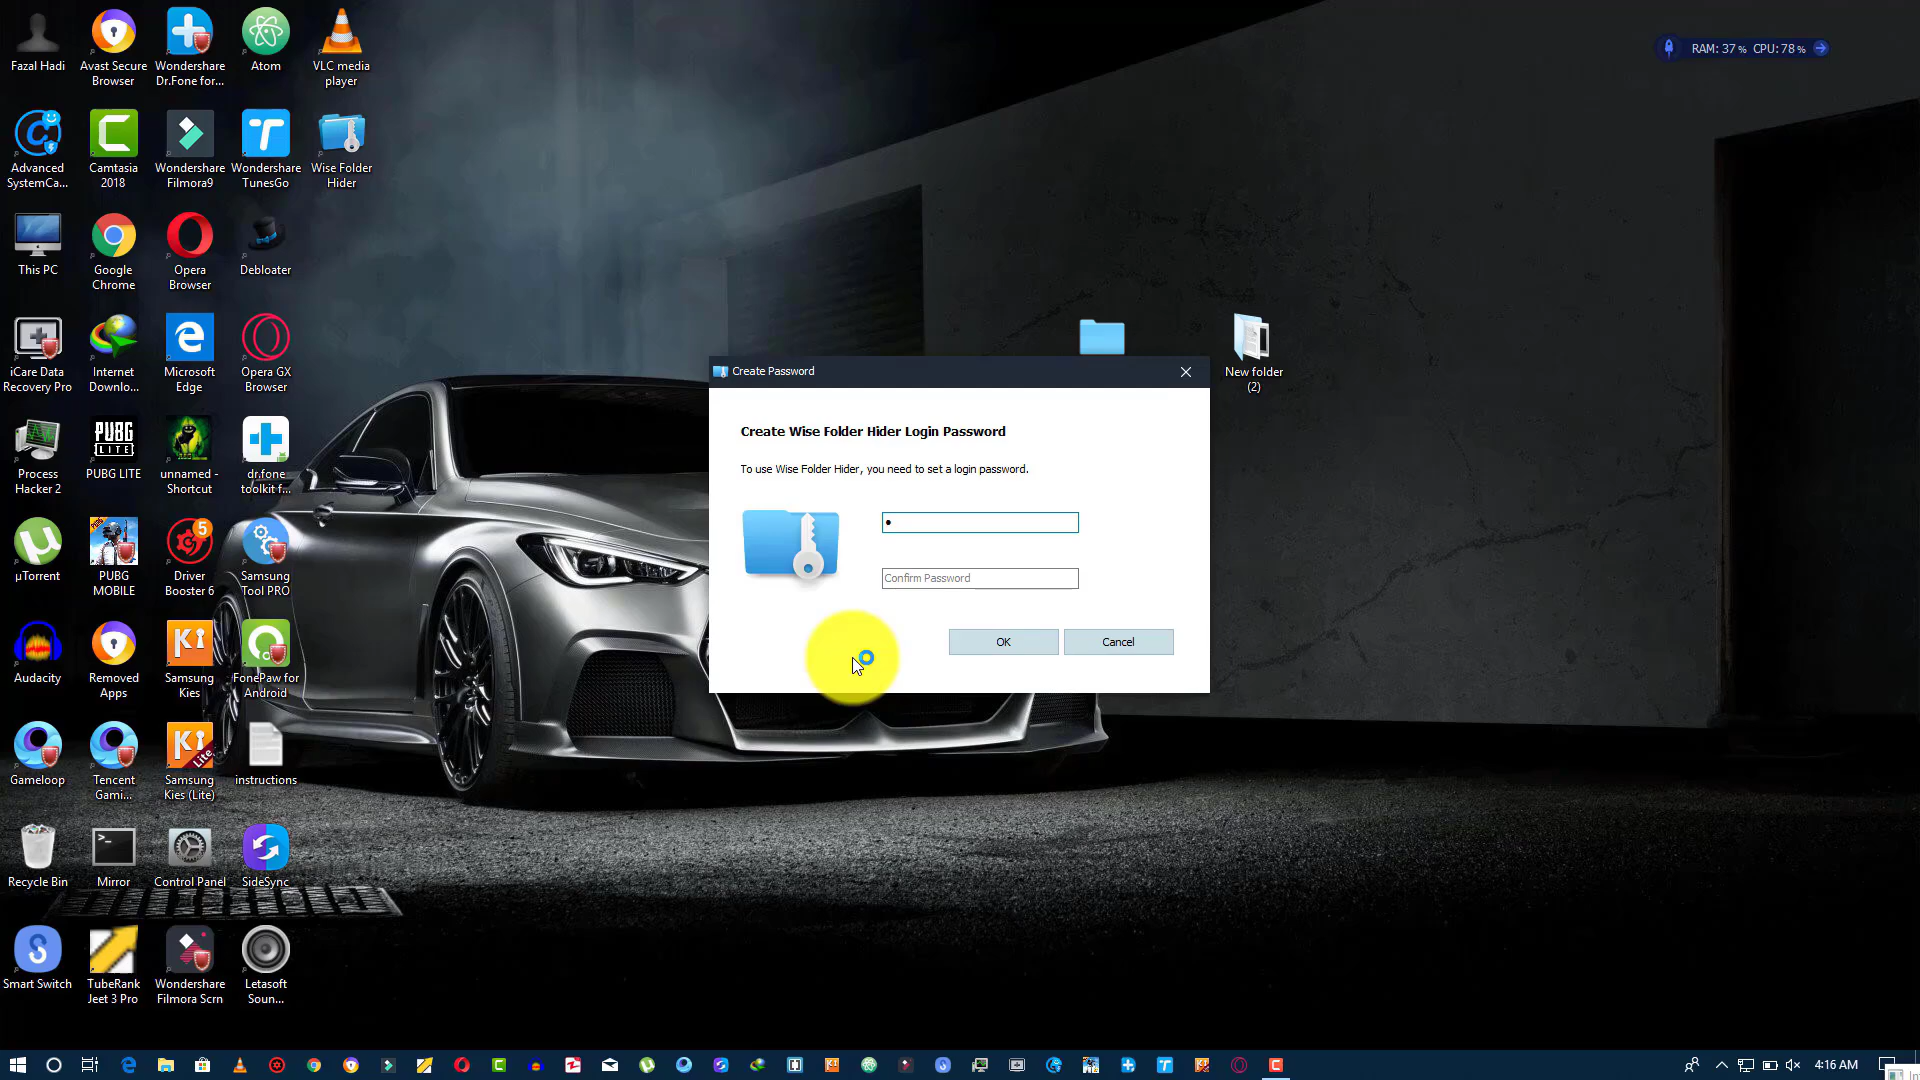 Fazal Hadi
Avast Secure
Browser
Wondershare
Dr.Fone for...
Atom
VLC media
player
RAM: 37 % CPU: 78 %
Advanced
SystemCa...
Camtasia
2018
Wondershare
Filmora9
Wondershare
TunesGo
Wise Folder
Hider
This PC
Google
Chrome
Opera
Browser
Debloater
iCare Data
Recovery Pro
Internet
Downlo...
Microsoft
Edge
Opera GX
Browser
New folder
(2)
Create Password
Create Wise Folder Hider Login Password
To use Wise Folder Hider, you need to set a login password.
Confirm Password
OK
Cancel
Process
Hacker 2
PUBG
LITE
PUBG LITE
unnamed -
Shortcut
dr.fone
toolkit f...
µTorrent
PUBG
MOBILE
5
Driver
Booster 6
Samsung
Tool PRO
Audacity
Removed
Apps
Ki
Samsung
Kies
FonePaw for
Android
Gameloop
Tencent
Gami...
Ki
Lite
Samsung
Kies (Lite)
instructions
Recycle Bin
Mirror
Control Panel
SideSync
Smart Switch
TubeRank
Jeet 3 Pro
Wondershare
Filmora Scrn
Letasoft
Soun...
4:16 AM